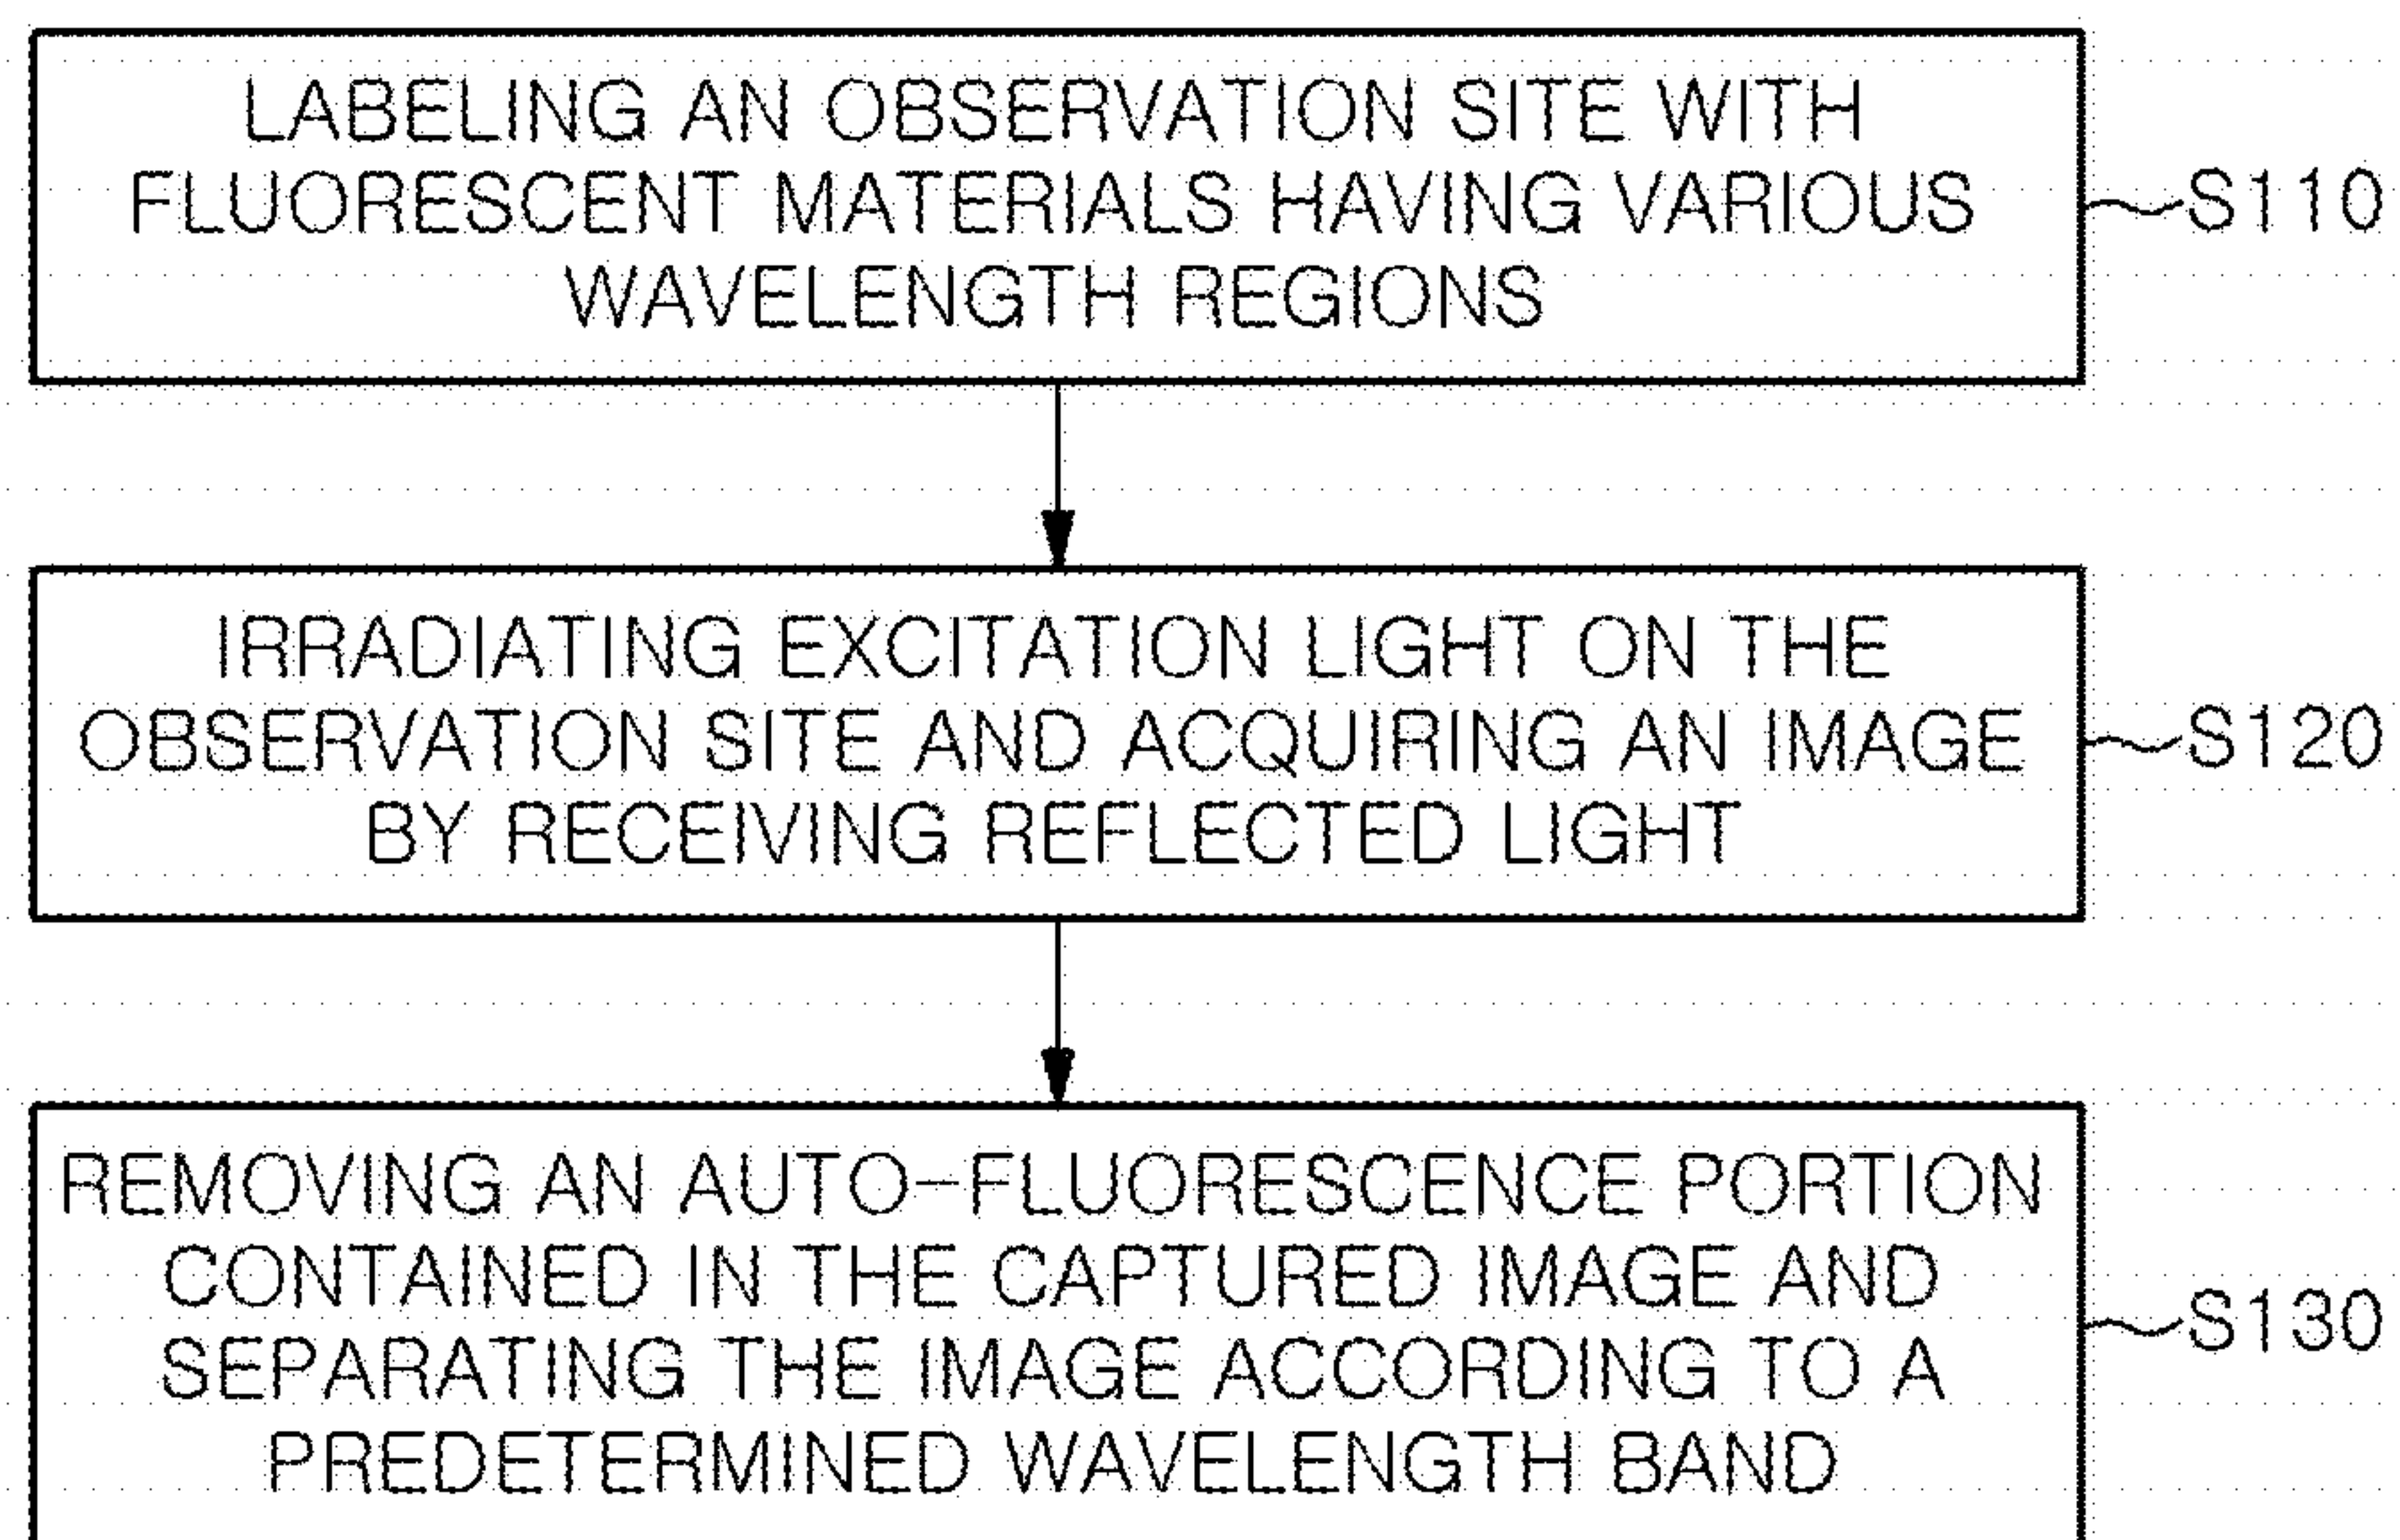 LABELING AN OBSERVATION SITE WITH
FLUORESCENT MATERIALS HAVING VARIOUS
WAVELENGTH REGIONS
S110
IRRADIATING EXCITATION LIGHT ON THE
OBSERVATION SITE AND ACQUIRING AN IMAGE
BY RECEIVING REFLECTED LIGHT
S120
REMOVING AN AUTO-FLUORESCENCE PORTION
CONTAINED IN THE CAPTURED IMAGE AND
SEPARATING THE IMAGE ACCORDING TO A
PREDETERMINED WAVELENGTH BAND
S130